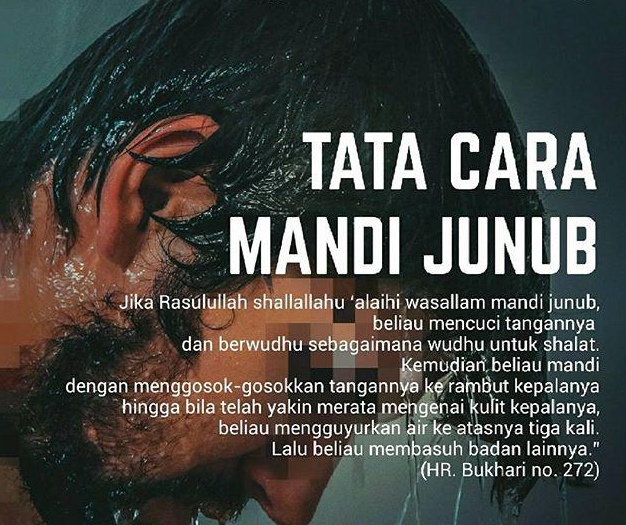 TATA CARA
MANDI JUNUB
Jika Rasulullah shallallahu ‘alaihi wasallam mandi junub,
beliau mencuci tangannya
dan berwudhu sebagaimana wudhu untuk shalat.
Kemudian beliau mandi
dengan menggosok-gosokkan tangannya ke rambut kepalanya
hingga bila telah yakin merata mengenai kulit kepalanya,
beliau mengguyurkan air ke atasnya tiga kali.
Lalu beliau membasuh badan lainnya.”
(HR. Bukhari no. 272)